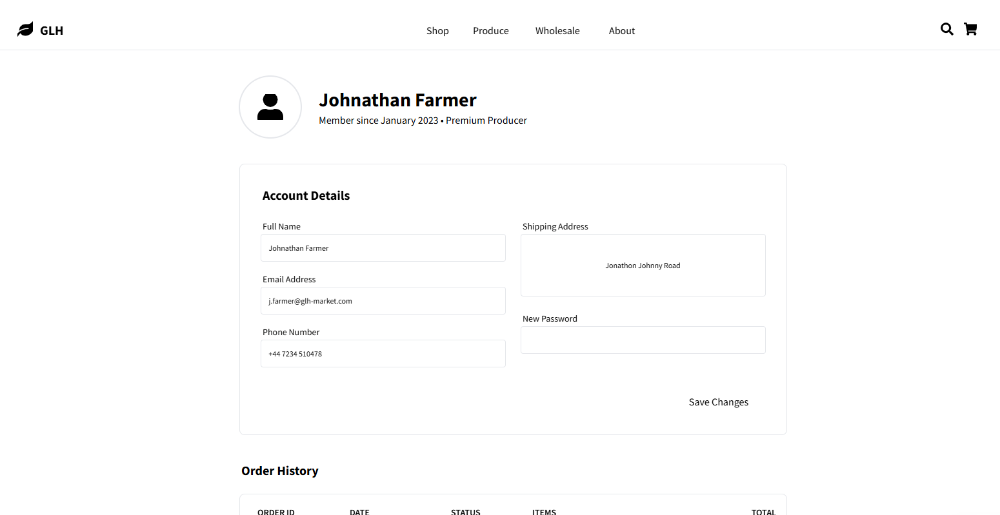 GLH
Shop Produce Wholesale About
Johnathan Farmer
Member since January 2023 • Premium Producer
Account Details
Full Name
Johnathan Farmer
Email Address
j.farmer@glh-market.com
Phone Number
+44 7234 510478
Shipping Address
Jonathon Johnny Road
New Password
Save Changes
Order History
ORDER ID DATE STATUS ITEMS TOTAL